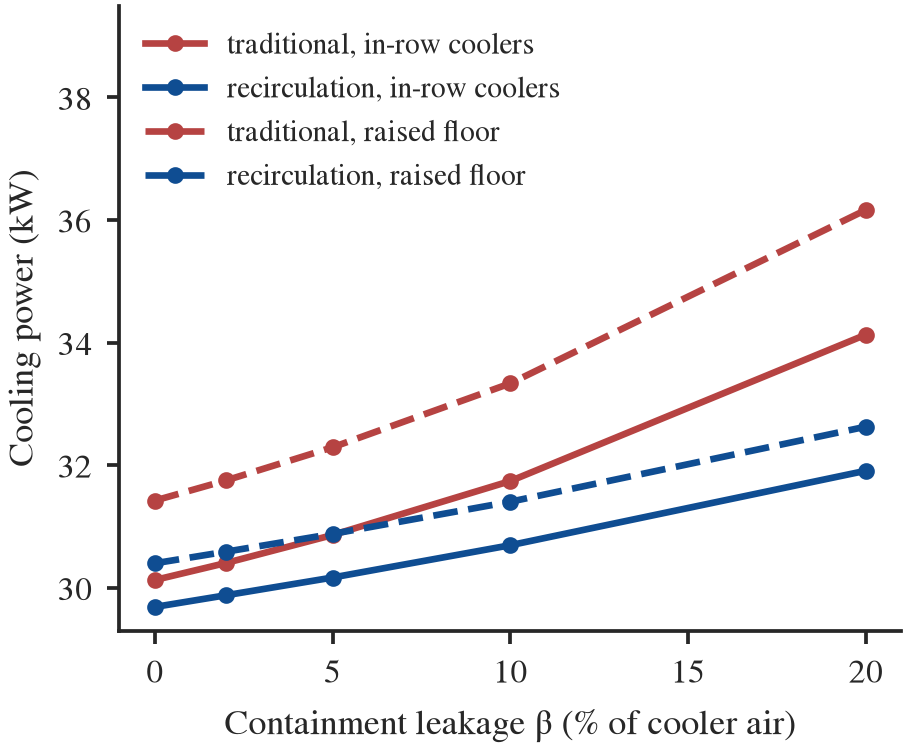 traditional, in-row coolers
recirculation, in-row coolers
traditional, raised floor
recirculation, raised floor
Cooling power (kW)
38
36
34
32
30
0 5 10 15 20
Containment leakage β (% of cooler air)